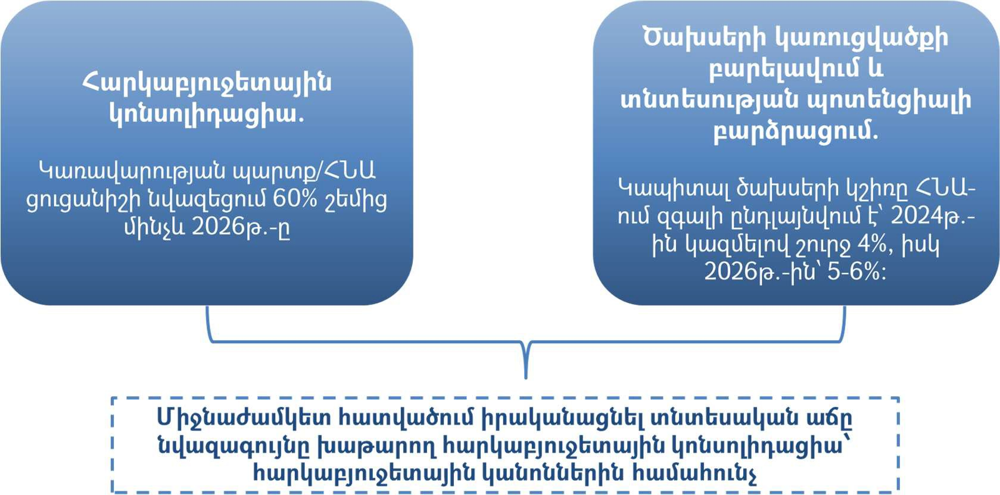 Հարկաբյուջետային
կոնսոլիդացիա.
Կառավարության պարտք/ՀՆԱ
ցուցանիշի նվազեցում 60% շեմից
մինչև 2026թ.-ը
Ծախսերի կառուցվածքի
բարելավում և
տնտեսության պոտենցիալի
բարձրացում.
Կապիտալ ծախսերի կշիռը ՀՆԱ-
ում զգալի ընդլայնվում է՝ 2024թ.-
ին կազմելով շուրջ 4%, իսկ
2026թ.-ին՝ 5-6%:
Միջնաժամկետ հատվածում իրականացնել տնտեսական աճը
նվազագույնը խաթարող հարկաբյուջետային կոնսոլիդացիա՝
հարկաբյուջետային կանոններին համահունչ